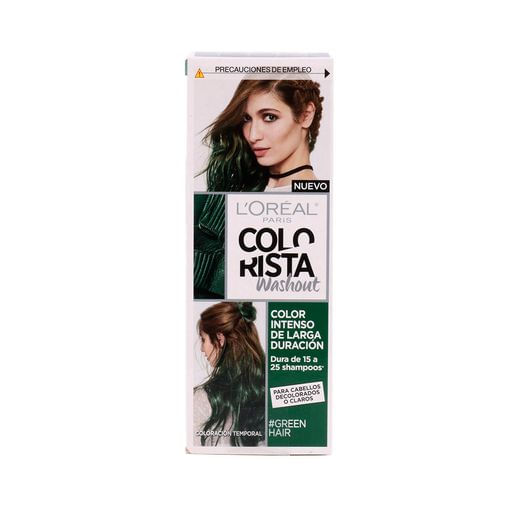 PRECAUCIONES DE EMPLEO
NUEVO
L'ORÉAL
PARIS
COLO
RISTA
Washout
COLOR
INTENSO
DE LARGA
DURACIÓN
Dura de 15 a
25 shampoos*
PARA CABELLOS
DECOLORADOS
O CLAROS
#GREEN
HAIR
COLORACIÓN TEMPORAL